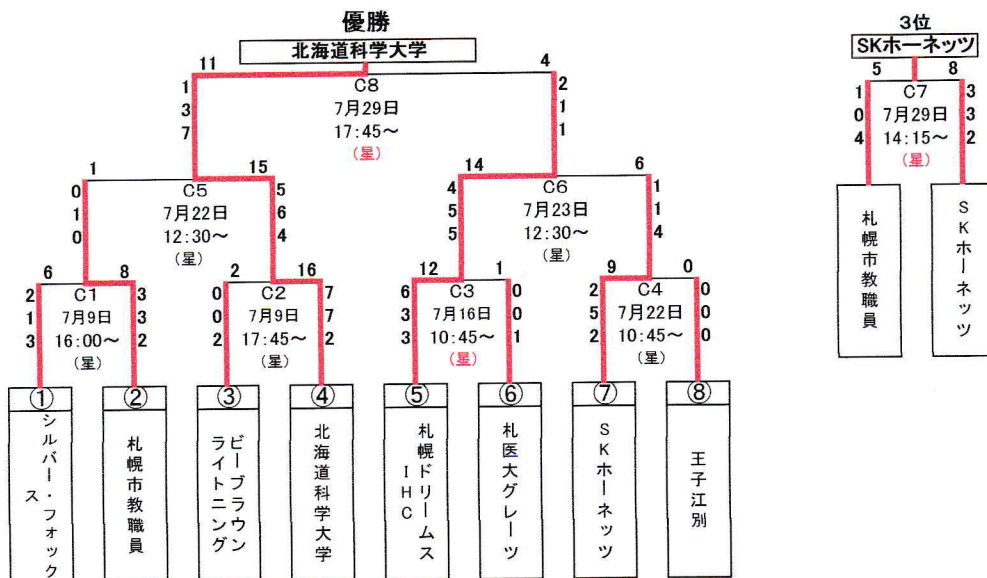 優勝
北海道科学大学
11
4
1
3
7
C8
7月29日
17:45～
(星)
2
1
1
3位
SKホーネッツ
5
8
1
0
4
C7
7月29日
14:15～
(星)
3
3
2
札幌市教職員
SKホーネッツ
1
15
0
1
0
C5
7月22日
12:30～
(星)
5
6
4
14
6
4
5
5
C6
7月23日
12:30～
(星)
1
1
4
6
8
2
1
3
C1
7月9日
16:00～
(星)
3
3
2
2
16
0
0
2
C2
7月9日
17:45～
(星)
7
7
2
12
1
6
3
3
C3
7月16日
10:45～
(星)
0
0
1
9
0
2
5
2
C4
7月22日
10:45～
(星)
0
0
0
①
シルバー・フォック
ス
②
札幌市教職員
③
ビーブラウン
ライトニング
④
北海道科学大学
⑤
札幌ドリームス
IHC
⑥
札医大グレーツ
⑦
SKホーネッツ
⑧
王子江別